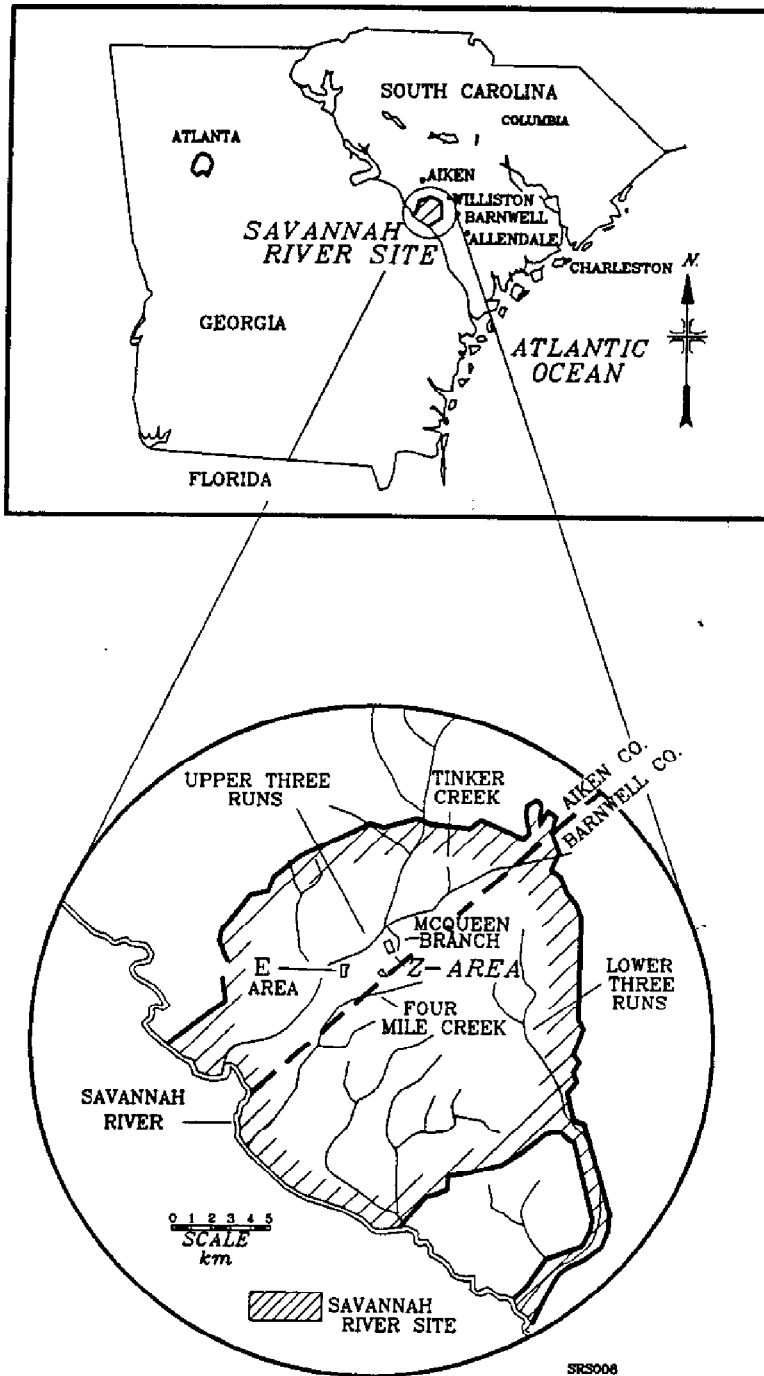 SOUTH CAROLINA
COLUMBIA
ATLANTA
AIKEN
WILLISTON
BARNWELL
ALLENDALE
SAVANNAH
RIVER SITE
CHARLESTON
N.
GEORGIA
ATLANTIC
OCEAN
FLORIDA
AIKEN CO.
BARNWELL CO.
UPPER THREE
RUNS
TINKER
CREEK
MCQUEEN
BRANCH
E
AREA
Z-AREA
LOWER
THREE
RUNS
FOUR
MILE CREEK
SAVANNAH
RIVER
0 1 2 3 4 5
SCALE
km
SAVANNAH
RIVER SITE
SRS006